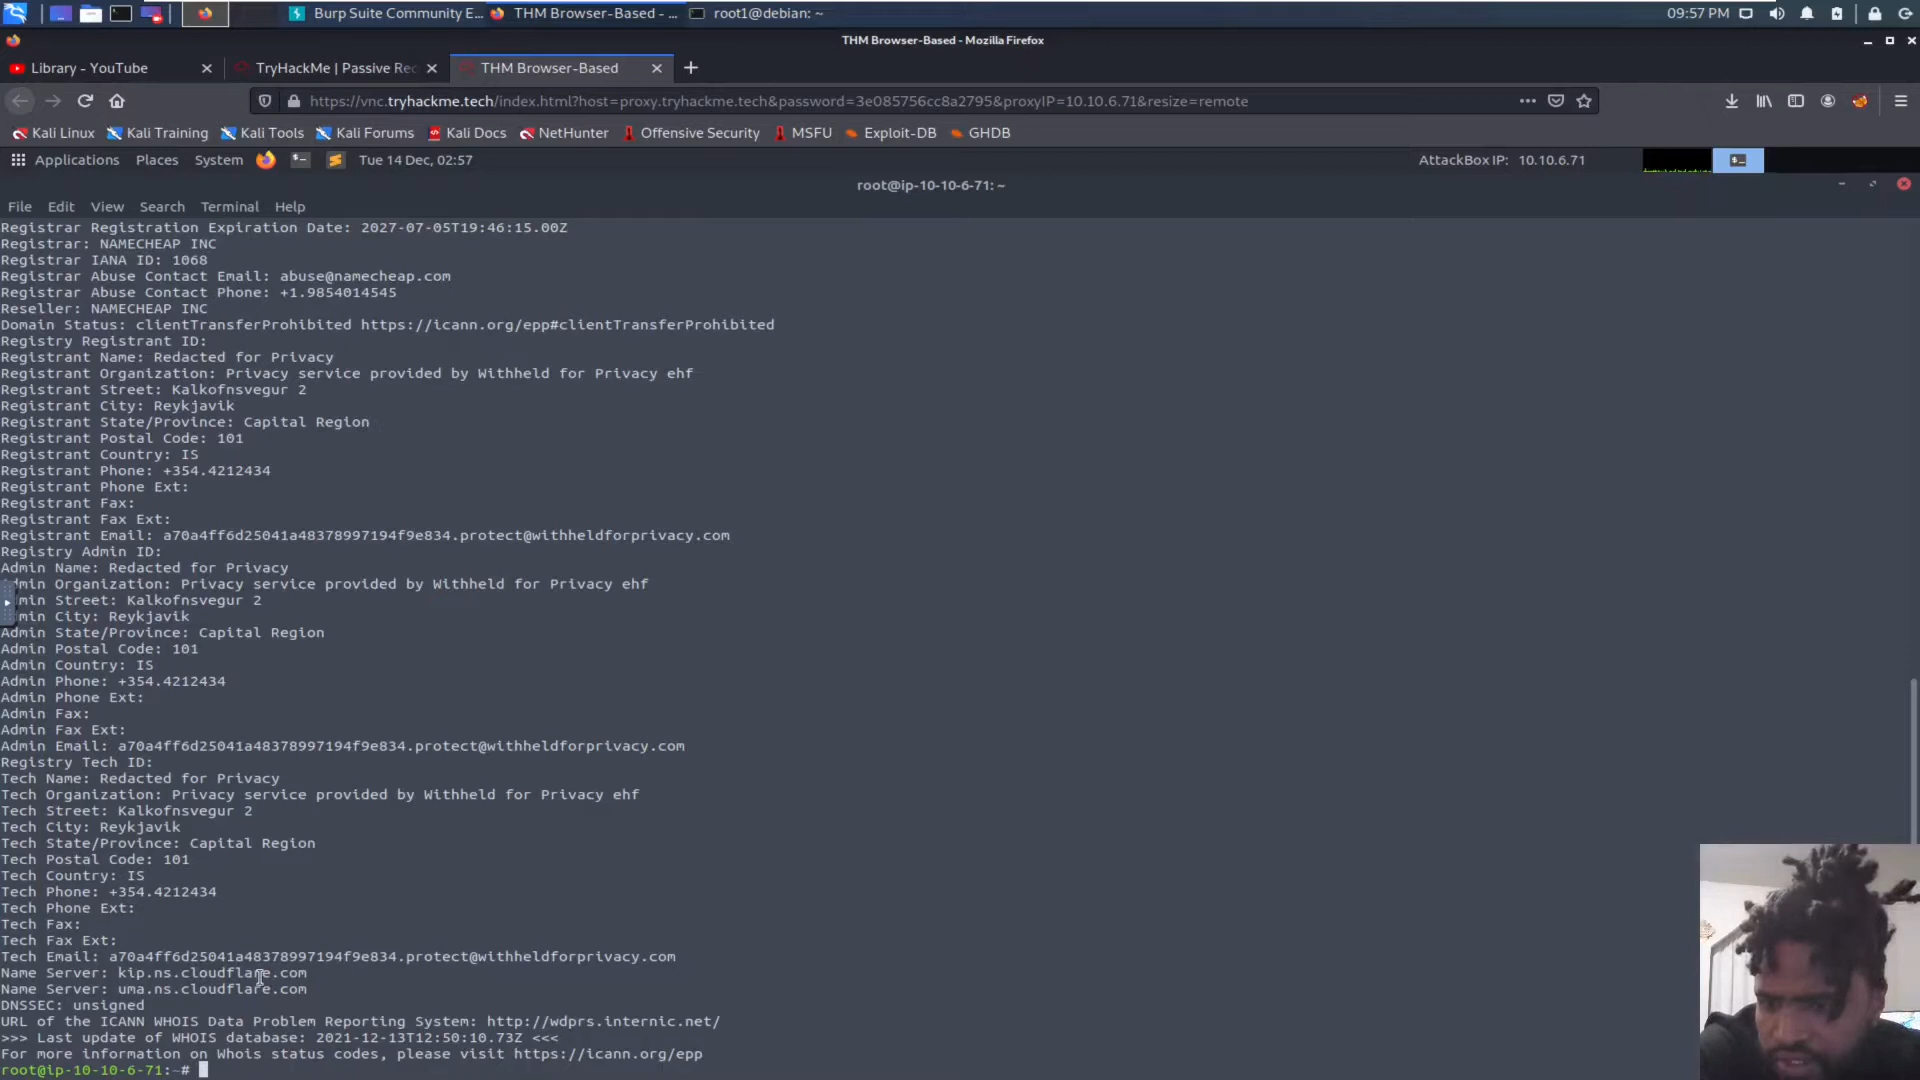 Burp Suite Community E...
THM Browser-Based - ...
root1@debian: ~
09:57 PM
THM Browser-Based - Mozilla Firefox
Library - YouTube
TryHackMe | Passive Rec
THM Browser-Based
https://vnc.tryhackme.tech/index.html?host=proxy.tryhackme.tech&password=3e085756cc8a2795&proxyIP=10.10.6.71&resize=remote
Kali Linux Kali Training Kali Tools Kali Forums Kali Docs NetHunter Offensive Security MSFU Exploit-DB GHDB
Applications Places System Tue 14 Dec, 02:57 AttackBox IP: 10.10.6.71
root@ip-10-10-6-71: ~
File Edit View Search Terminal Help
Registrar Registration Expiration Date: 2027-07-05T19:46:15.00Z
Registrar: NAMECHEAP INC
Registrar IANA ID: 1068
Registrar Abuse Contact Email: abuse@namecheap.com
Registrar Abuse Contact Phone: +1.9854014545
Reseller: NAMECHEAP INC
Domain Status: clientTransferProhibited https://icann.org/epp#clientTransferProhibited
Registry Registrant ID:
Registrant Name: Redacted for Privacy
Registrant Organization: Privacy service provided by Withheld for Privacy ehf
Registrant Street: Kalkofnsvegur 2
Registrant City: Reykjavik
Registrant State/Province: Capital Region
Registrant Postal Code: 101
Registrant Country: IS
Registrant Phone: +354.4212434
Registrant Phone Ext:
Registrant Fax:
Registrant Fax Ext:
Registrant Email: a70a4ff6d25041a48378997194f9e834.protect@withheldforprivacy.com
Registry Admin ID:
Admin Name: Redacted for Privacy
dmin Organization: Privacy service provided by Withheld for Privacy ehf
min Street: Kalkofnsvegur 2
min City: Reykjavik
Admin State/Province: Capital Region
Admin Postal Code: 101
Admin Country: IS
Admin Phone: +354.4212434
Admin Phone Ext:
Admin Fax:
Admin Fax Ext:
Admin Email: a70a4ff6d25041a48378997194f9e834.protect@withheldforprivacy.com
Registry Tech ID:
Tech Name: Redacted for Privacy
Tech Organization: Privacy service provided by Withheld for Privacy ehf
Tech Street: Kalkofnsvegur 2
Tech City: Reykjavik
Tech State/Province: Capital Region
Tech Postal Code: 101
Tech Country: IS
Tech Phone: +354.4212434
Tech Phone Ext:
Tech Fax:
Tech Fax Ext:
Tech Email: a70a4ff6d25041a48378997194f9e834.protect@withheldforprivacy.com
Name Server: kip.ns.cloudflare.com
Name Server: uma.ns.cloudflare.com
DNSSEC: unsigned
URL of the ICANN WHOIS Data Problem Reporting System: http://wdprs.internic.net/
>>> Last update of WHOIS database: 2021-12-13T12:50:10.73Z <<<
For more information on Whois status codes, please visit https://icann.org/epp
root@ip-10-10-6-71:~#